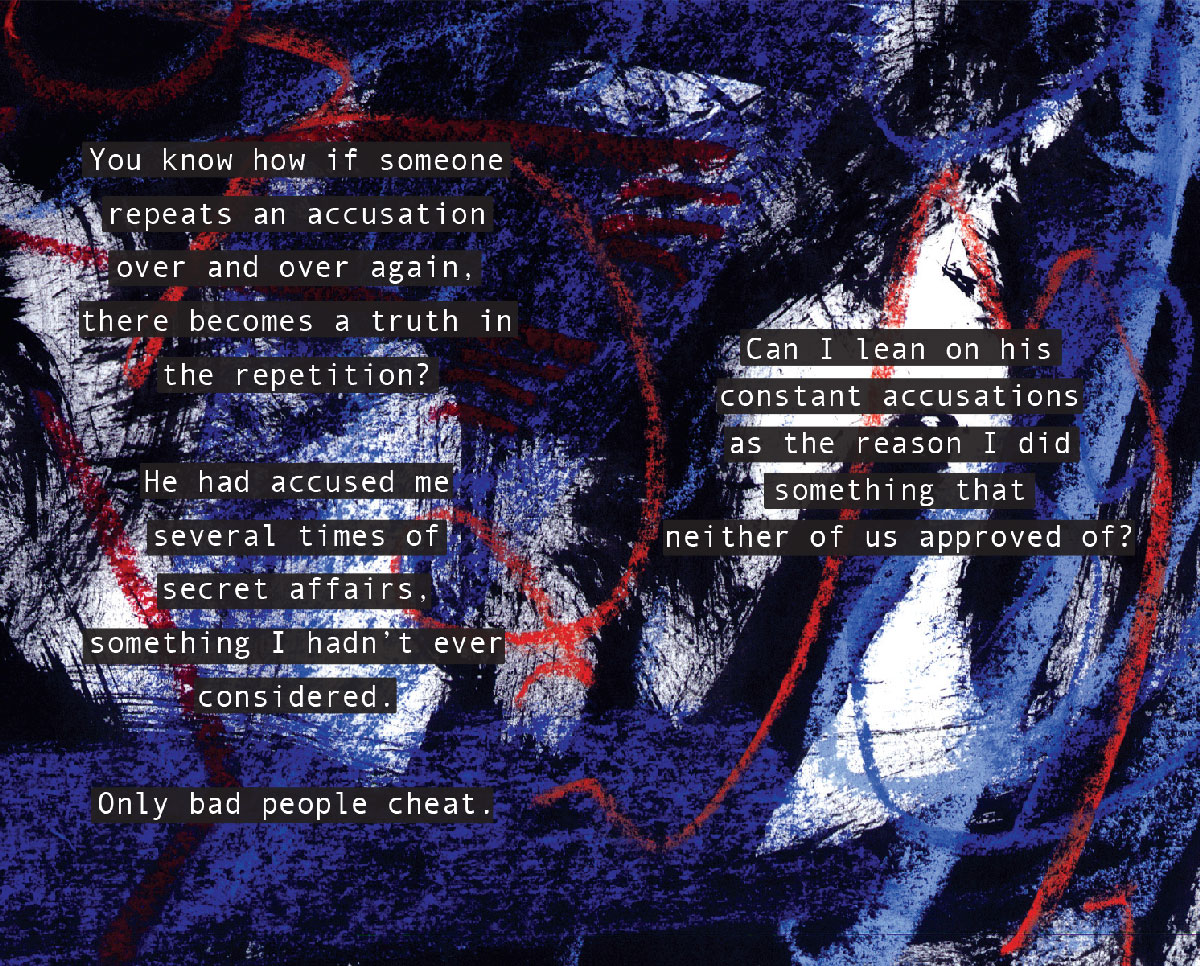 You know how if someone
repeats an accusation
over and over again,
there becomes a truth in
the repetition?
He had accused me
several times of
secret affairs,
something I hadn’t ever
considered.
Only bad people cheat.
Can I lean on his
constant accusations
as the reason I did
something that
neither of us approved of?